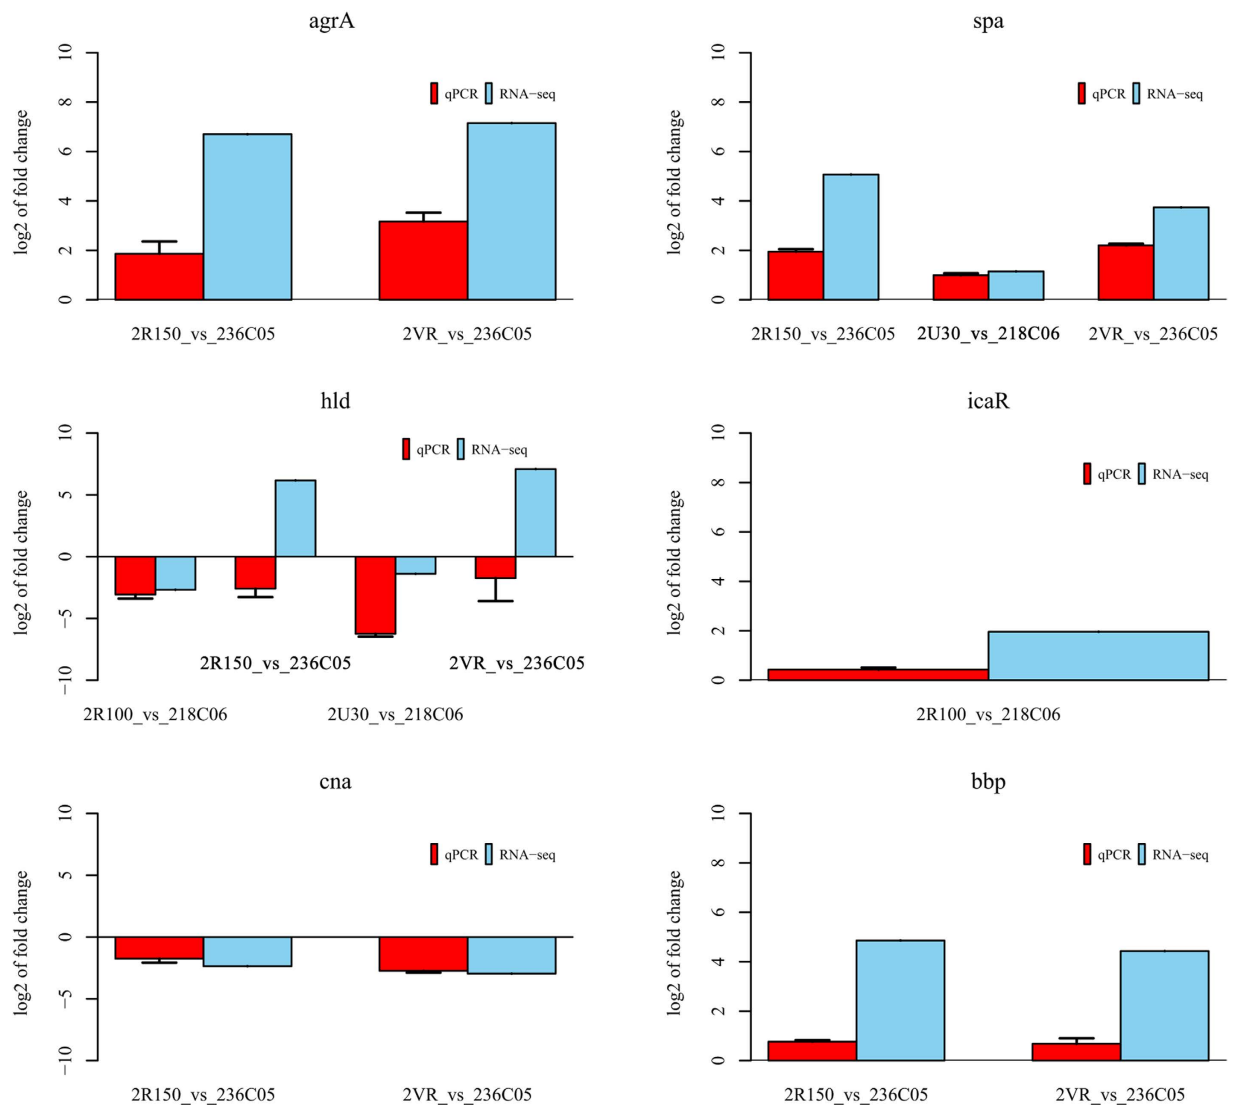 agrA
log2 of fold change
10
8
6
4
2
0
qPCR RNA−seq
2R150_vs_236C05 2VR_vs_236C05
spa
log2 of fold change
10
8
6
4
2
0
qPCR RNA−seq
2R150_vs_236C05 2U30_vs_218C06 2VR_vs_236C05
hld
log2 of fold change
10
5
0
−5
−10
qPCR RNA−seq
2R150_vs_236C05 2VR_vs_236C05
2R100_vs_218C06 2U30_vs_218C06
icaR
log2 of fold change
10
8
6
4
2
0
qPCR RNA−seq
2R100_vs_218C06
cna
log2 of fold change
10
5
0
−5
−10
qPCR RNA−seq
2R150_vs_236C05 2VR_vs_236C05
bbp
log2 of fold change
10
8
6
4
2
0
qPCR RNA−seq
2R150_vs_236C05 2VR_vs_236C05